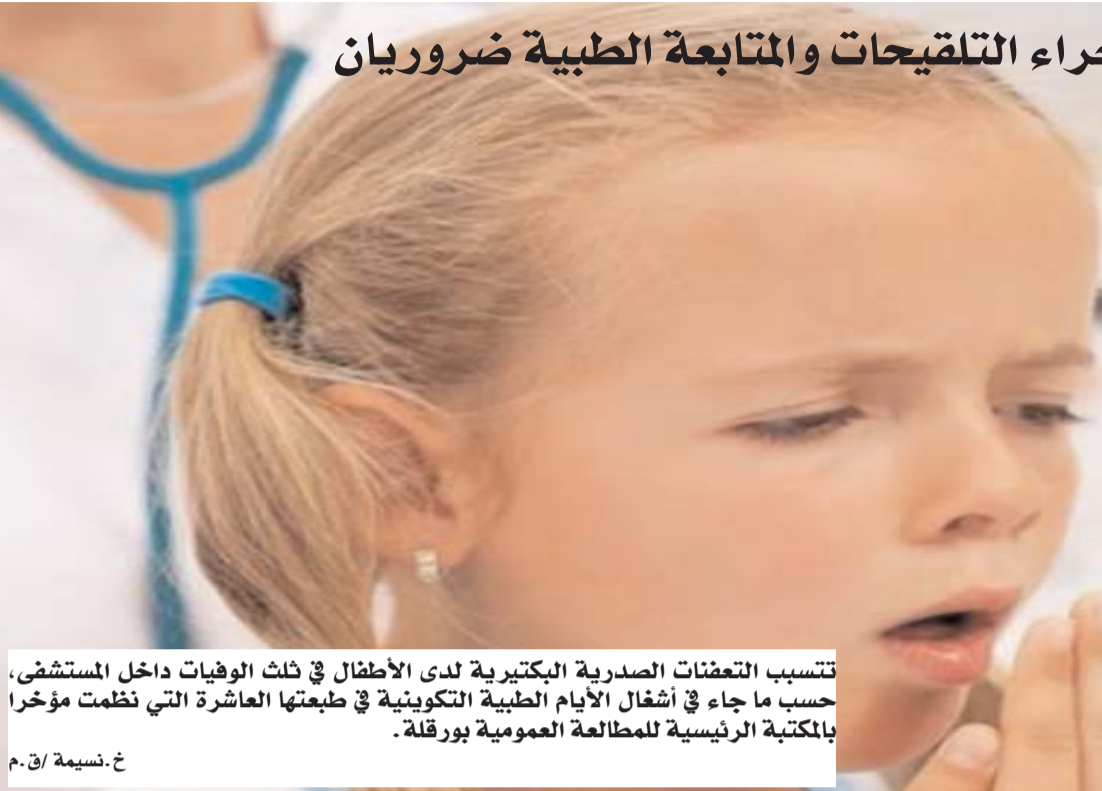 التلقيحات والمتابعة الطبية ضروريان
تتسبب التعفنات الصدرية البكتيرية لدى الأطفال في ثلث الوفيات داخل المستشفى،
حسب ما جاء في أشغال الأيام الطبية التكوينية في طبعتها العاشرة التي نظمت مؤخرا
بالمكتبة الرئيسية للمطالعة العمومية بورقلة.
خ.نسيمة /ق.م